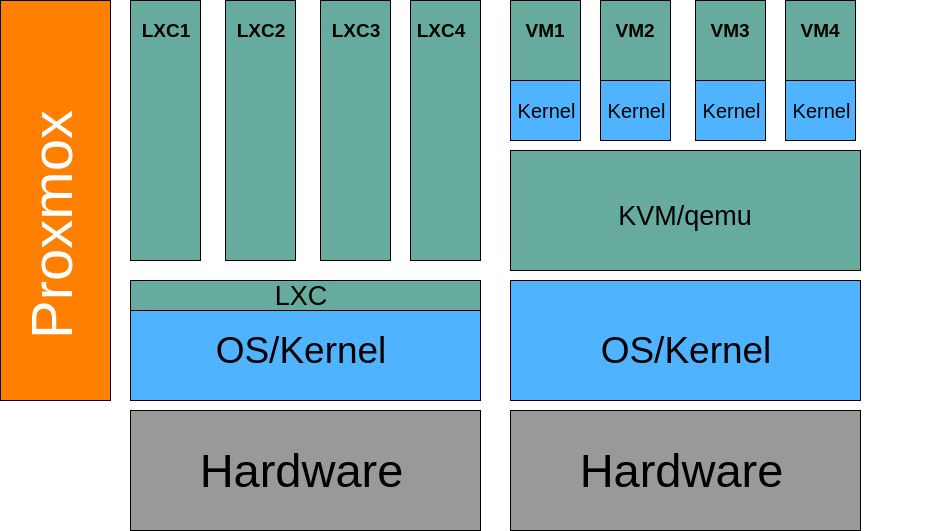 Proxmox
LXC1
LXC2
LXC3
LXC4
LXC
OS/Kernel
Hardware
VM1
VM2
VM3
VM4
Kernel
Kernel
Kernel
Kernel
KVM/qemu
OS/Kernel
Hardware